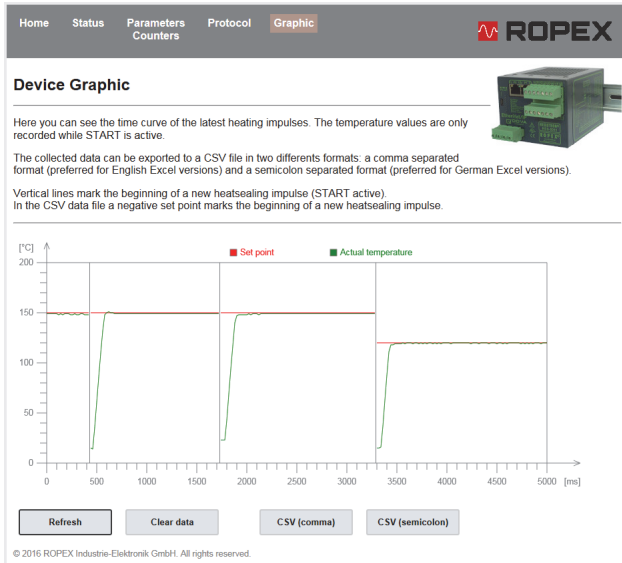 Home Status Parameters Counters Protocol Graphic
ROPEX
Device Graphic
Here you can see the time curve of the latest heating impulses. The temperature values are only
recorded while START is active.
The collected data can be exported to a CSV file in two differents formats: a comma separated
format (preferred for English Excel versions) and a semicolon separated format (preferred for German Excel versions).
Vertical lines mark the beginning of a new heatsealing impulse (START active).
In the CSV data file a negative set point marks the beginning of a new heatsealing impulse.
[°C]
Set point Actual temperature
200
150
100
50
0
0 500 1000 1500 2000 2500 3000 3500 4000 4500 5000 [ms]
Refresh Clear data CSV (comma) CSV (semicolon)
© 2016 ROPEX Industrie-Elektronik GmbH. All rights reserved.